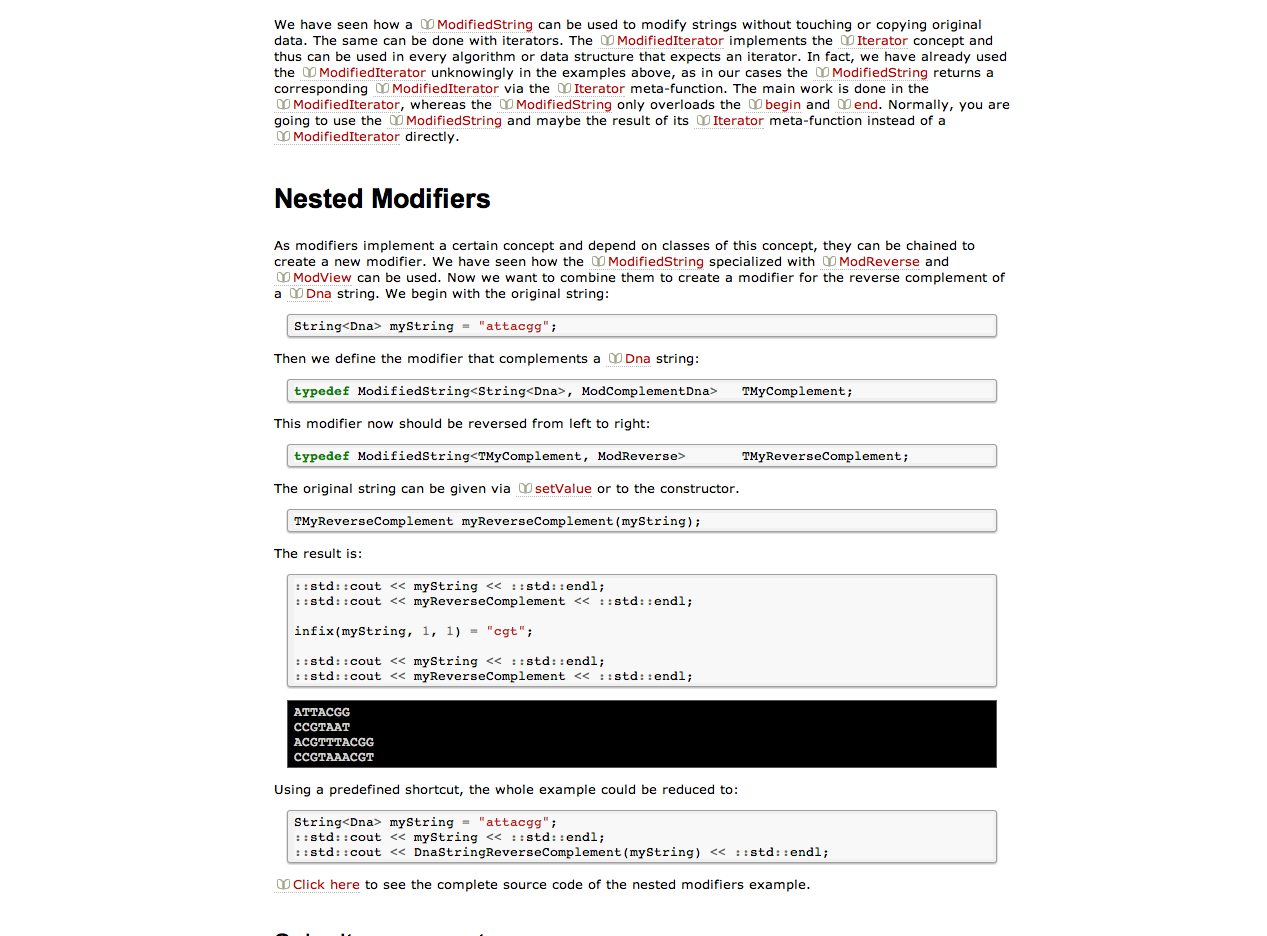 We have seen how a ModifiedString can be used to modify strings without touching or copying original
data. The same can be done with iterators. The ModifiedIterator implements the Iterator concept and
thus can be used in every algorithm or data structure that expects an iterator. In fact, we have already used
the ModifiedIterator unknowingly in the examples above, as in our cases the ModifiedString returns a
corresponding ModifiedIterator via the Iterator meta-function. The main work is done in the
ModifiedIterator, whereas the ModifiedString only overloads the begin and end. Normally, you are
going to use the ModifiedString and maybe the result of its Iterator meta-function instead of a
ModifiedIterator directly.
Nested Modifiers
As modifiers implement a certain concept and depend on classes of this concept, they can be chained to
create a new modifier. We have seen how the ModifiedString specialized with ModReverse and
ModView can be used. Now we want to combine them to create a modifier for the reverse complement of
a Dna string. We begin with the original string:
String<Dna> myString = "attacgg";
Then we define the modifier that complements a Dna string:
typedef ModifiedString<String<Dna>, ModComplementDna>   TMyComplement;
This modifier now should be reversed from left to right:
typedef ModifiedString<TMyComplement, ModReverse>       TMyReverseComplement;
The original string can be given via setValue or to the constructor.
TMyReverseComplement myReverseComplement(myString);
The result is:
::std::cout << myString << ::std::endl;
::std::cout << myReverseComplement << ::std::endl;
infix(myString, 1, 1) = "cgt";
::std::cout << myString << ::std::endl;
::std::cout << myReverseComplement << ::std::endl;
ATTACGG
CCGTAAT
ACGTTTACGG
CCGTAAACGT
Using a predefined shortcut, the whole example could be reduced to:
String<Dna> myString = "attacgg";
::std::cout << myString << ::std::endl;
::std::cout << DnaStringReverseComplement(myString) << ::std::endl;
Click here to see the complete source code of the nested modifiers example.